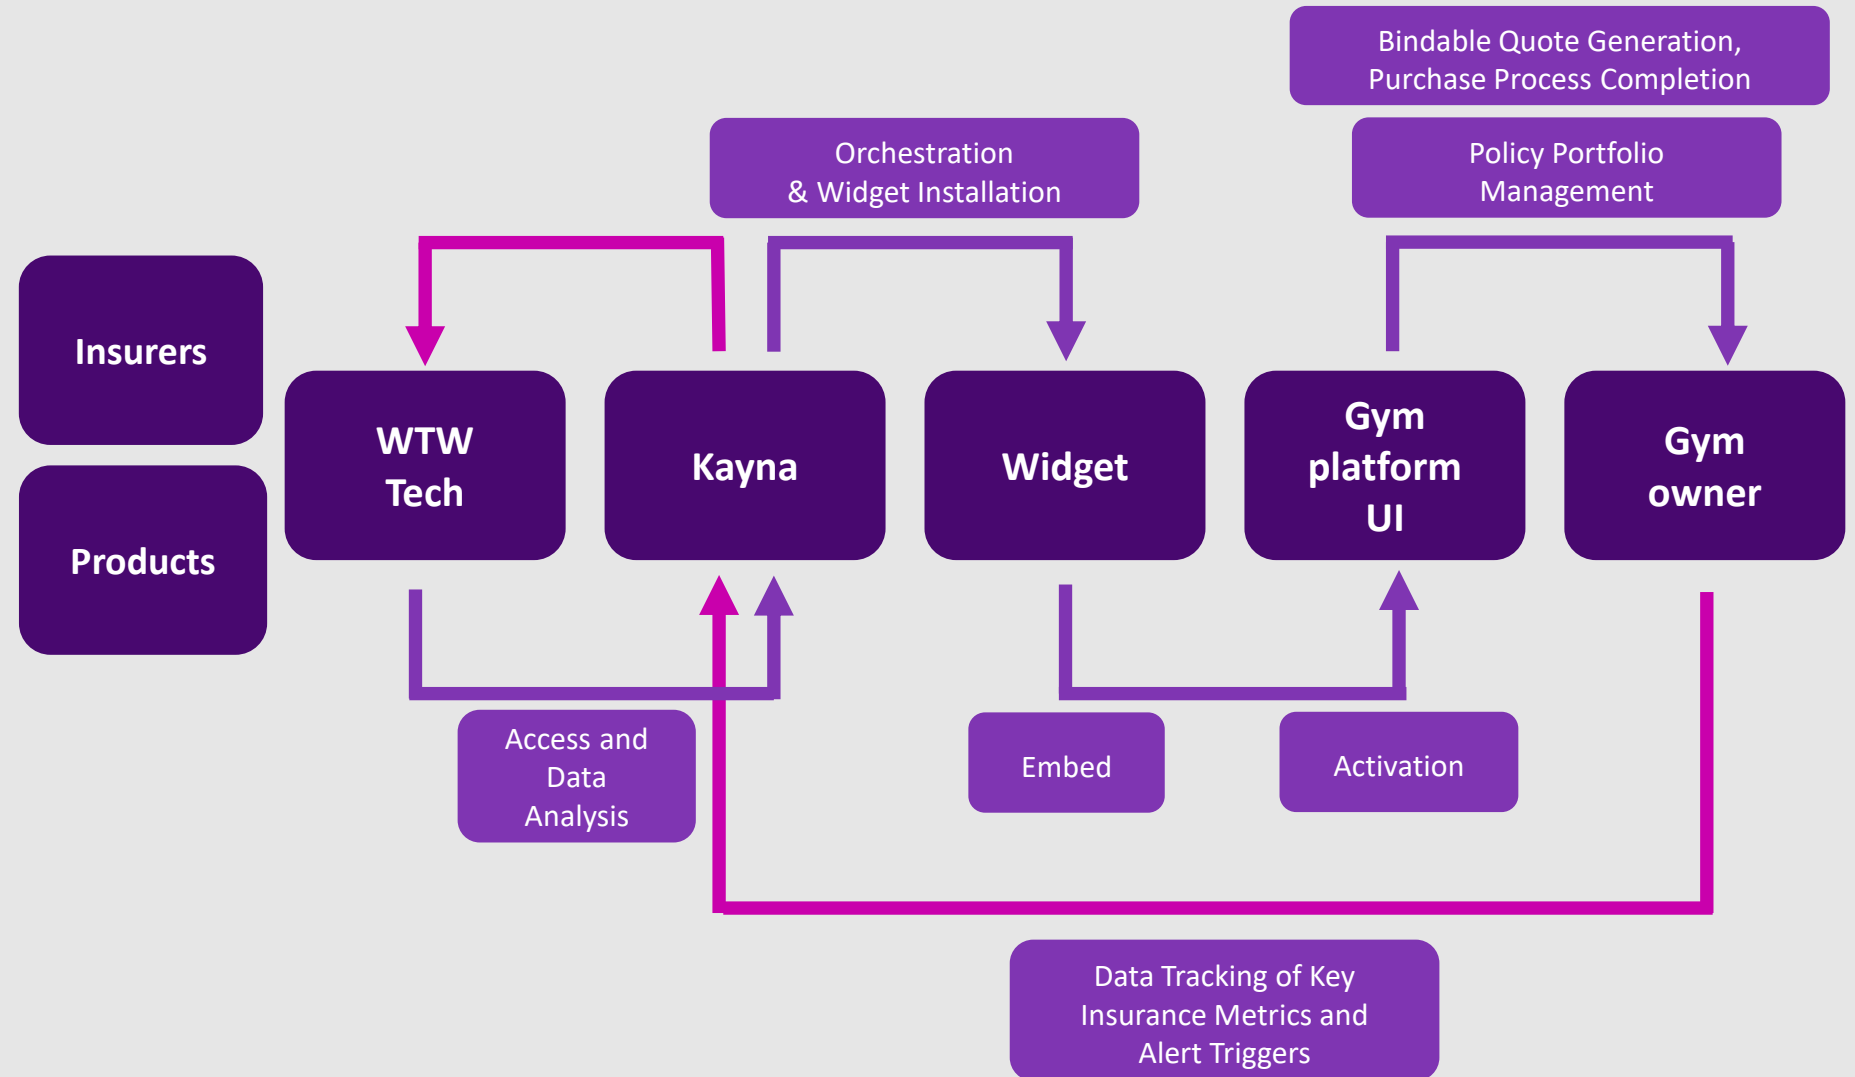 Bindable Quote Generation,
Purchase Process Completion
Orchestration
& Widget Installation
Policy Portfolio
Management
Insurers
Products
WTW
Tech
Kayna
Widget
Gym
platform
UI
Gym
owner
Access and
Data
Analysis
Embed
Activation
Data Tracking of Key
Insurance Metrics and
Alert Triggers